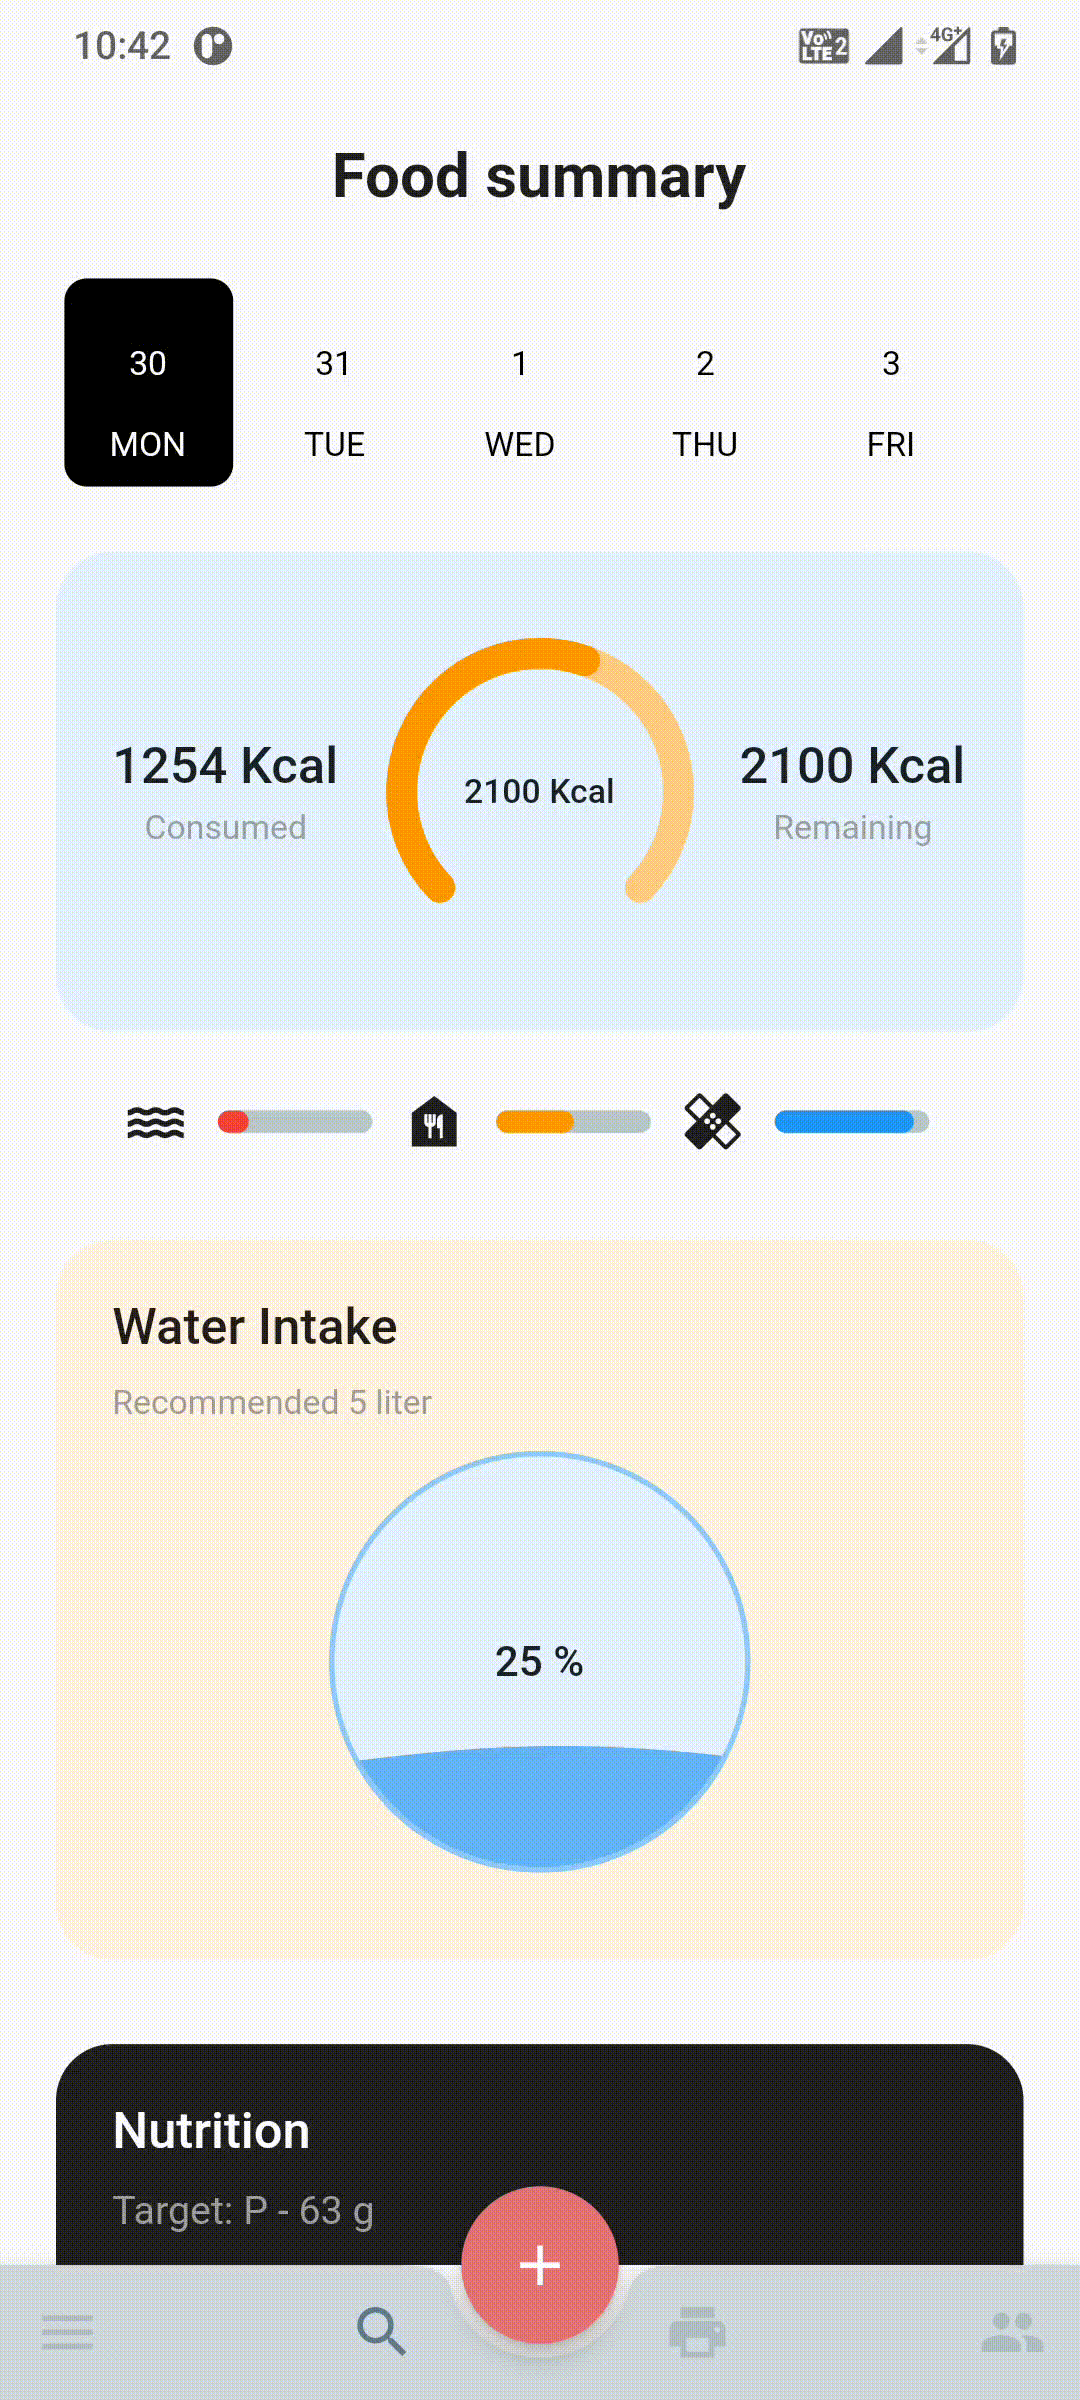 10:42
Vo LTE 2 4G+
Food summary
30 31 1 2 3
MON TUE WED THU FRI
1254 Kcal 2100 Kcal 2100 Kcal
Consumed Remaining
Water Intake
Recommended 5 liter
25 %
Nutrition
Target: P - 63 g